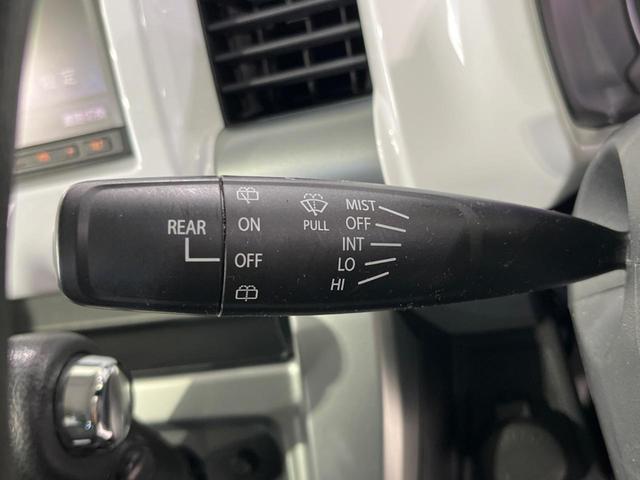 REAR
ON
OFF
PULL
MIST
OFF
INT
LO
HI